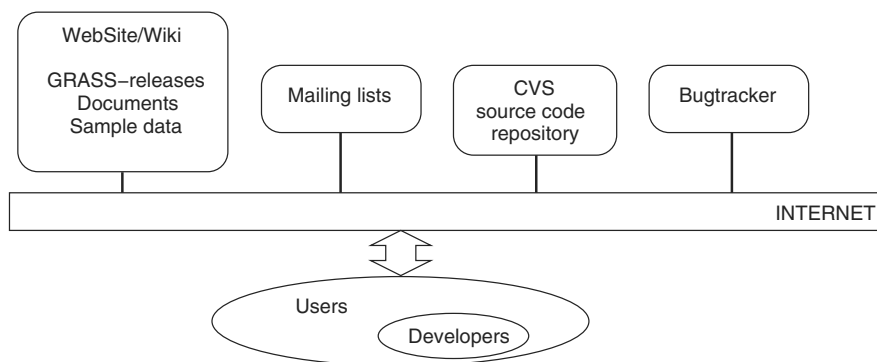 WebSite/Wiki
GRASS−releases
Documents
Sample data
Mailing lists
CVS
source code
repository
Bugtracker
INTERNET
Users
Developers